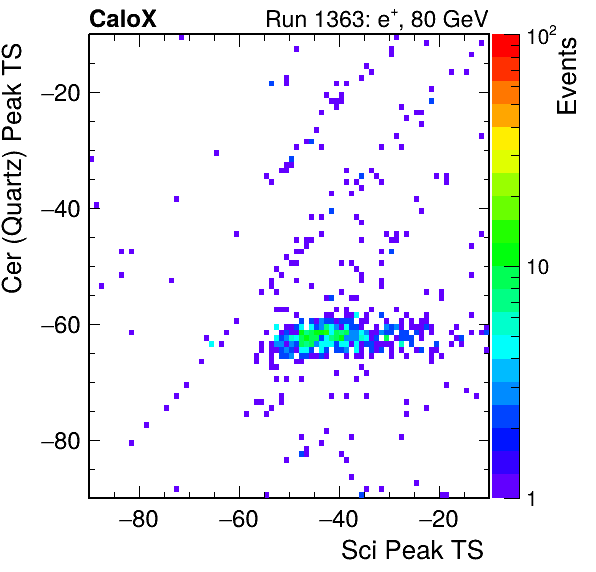 CaloX
Run 1363: e+, 80 GeV
Cer (Quartz) Peak TS
−20
−40
−60
−80
−80
−60
−40
−20
Sci Peak TS
10²
10
1
Events